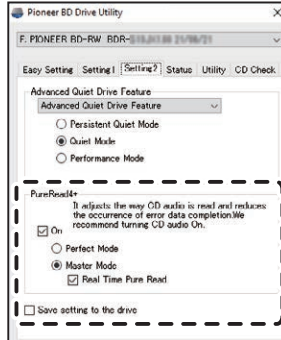 Pioneer BD Drive Utility
F. PIONEER BD-RW BDR- 21/06/21
Easy Setting Setting1 Setting2 Status Utility CD Check
Advanced Quiet Drive Feature
Advanced Quiet Drive Feature
Persistent Quiet Mode
Quiet Mode
Performance Mode
PureRead4+
It adjusts the way CD audio is read and reduces
the occurrence of error data completion.We
recommend turning CD audio On.
On
Perfect Mode
Master Mode
Real Time Pure Read
Save setting to the drive